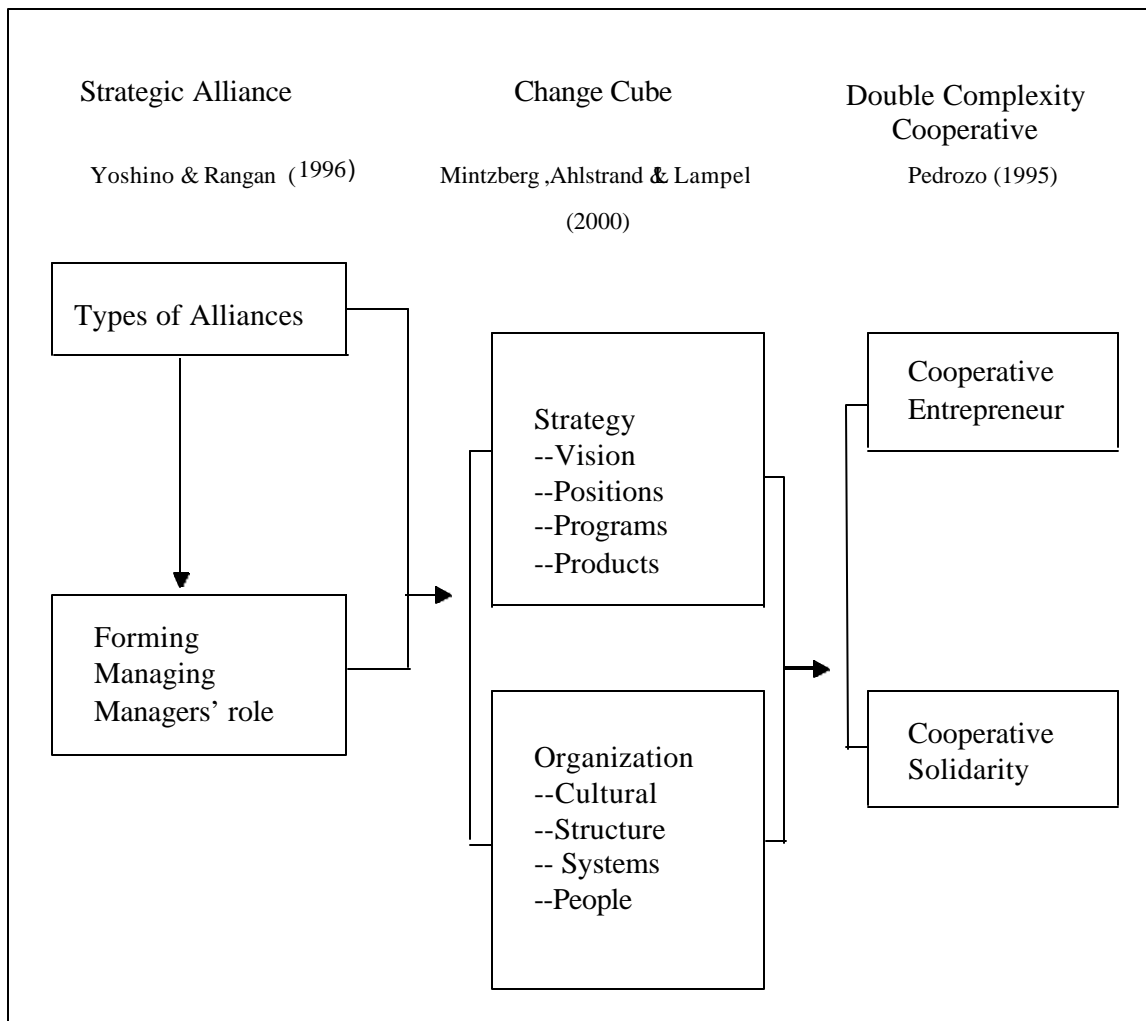 Strategic Alliance
Yoshino & Rangan (1996)
Change Cube
Mintzberg ,Ahlstrand & Lampel
(2000)
Double Complexity
Cooperative
Pedrozo (1995)
Types of Alliances
Forming
Managing
Managers’ role
Strategy
--Vision
--Positions
--Programs
--Products
Organization
--Cultural
--Structure
-- Systems
--People
Cooperative
Entrepreneur
Cooperative
Solidarity